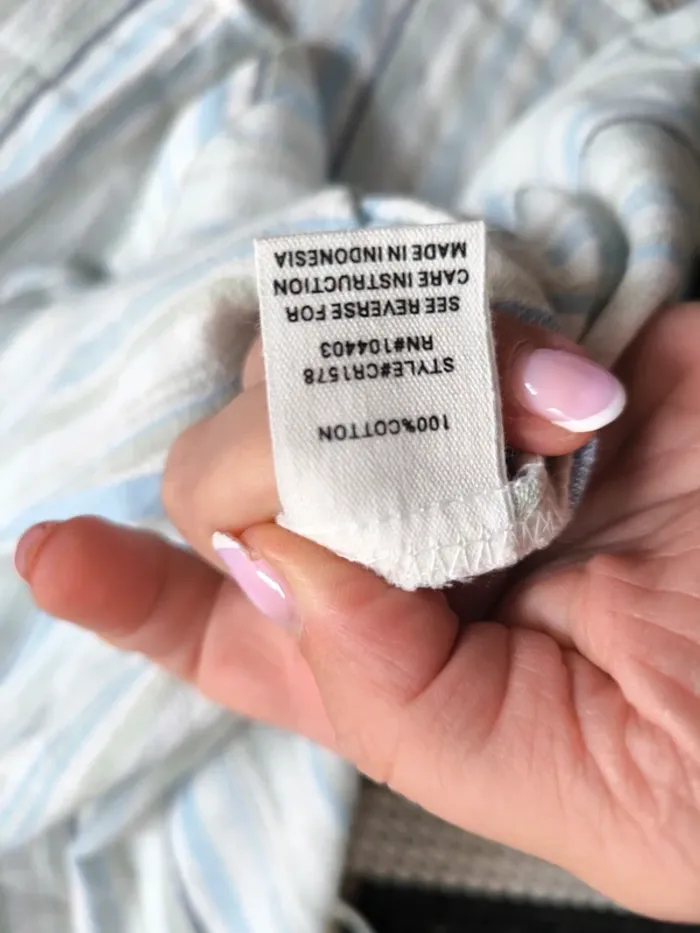 100%COTTON
STYLE#CR1578
RN#104403
SEE REVERSE FOR
CARE INSTRUCTION
MADE IN INDONESIA